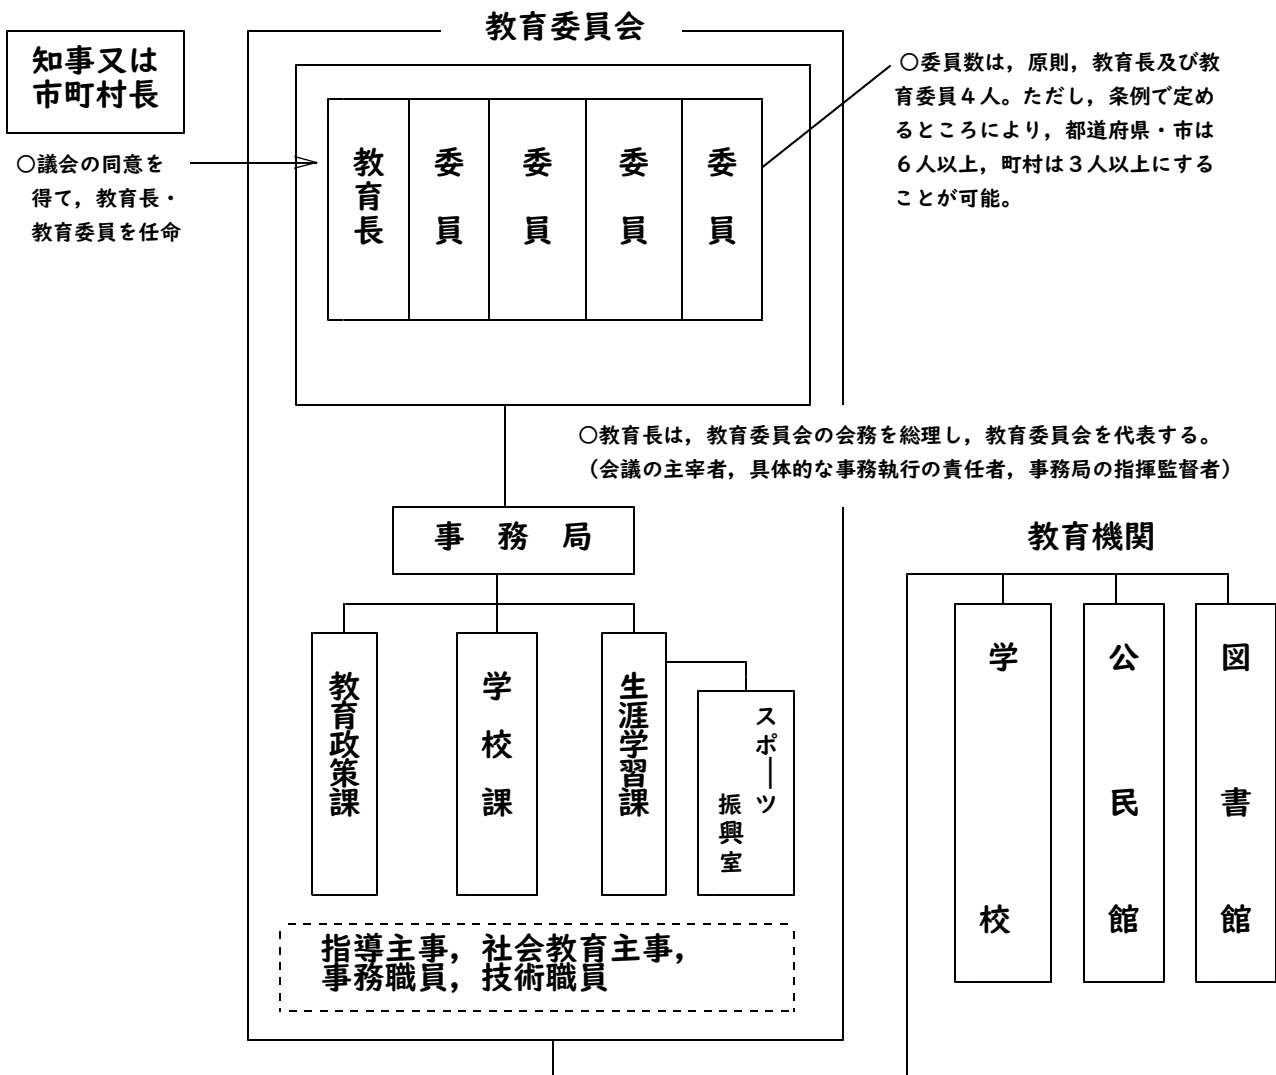 教育委員会
知事又は
市町村長
○議会の同意を
得て，教育長・
教育委員を任命
教育長
委員
委員
委員
委員
○委員数は，原則，教育長及び教
育委員４人。ただし，条例で定め
るところにより，都道府県・市は
６人以上，町村は３人以上にする
ことが可能。
○教育長は，教育委員会の会務を総理し，教育委員会を代表する。
（会議の主宰者，具体的な事務執行の責任者，事務局の指揮監督者）
事務局
教育政策課
学校課
生涯学習課
スポーツ
振興室
指導主事，社会教育主事，
事務職員，技術職員
教育機関
学校
公民館
図書館